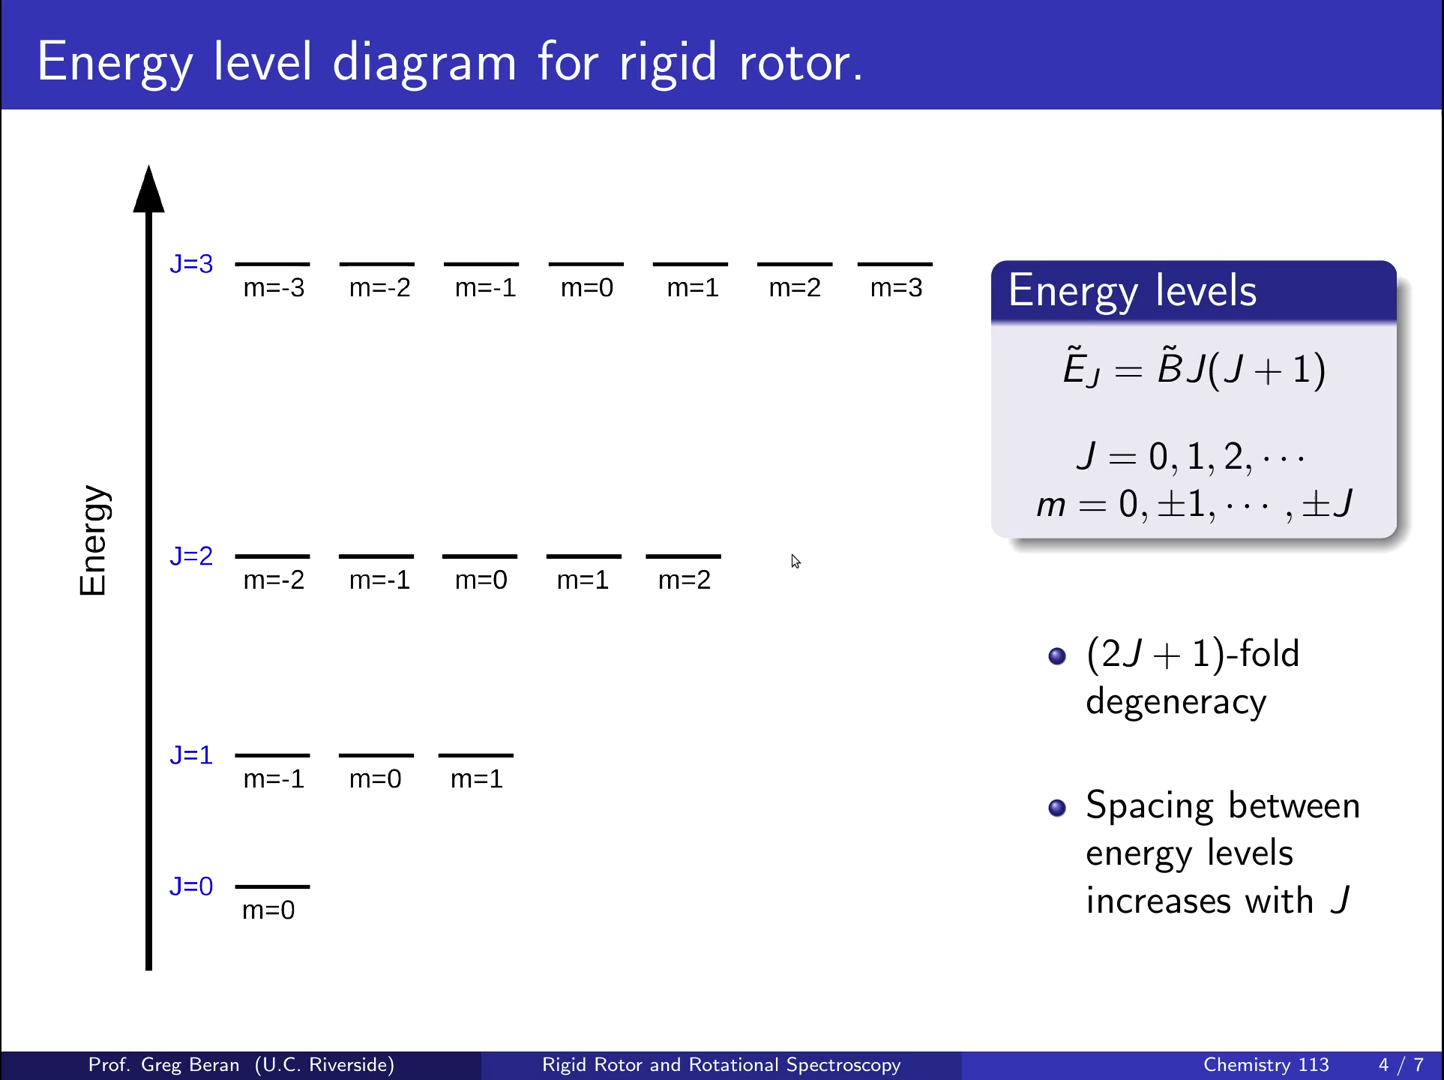 Energy level diagram for rigid rotor.
Energy
J=3
m=-3 m=-2 m=-1 m=0 m=1 m=2 m=3
J=2
m=-2 m=-1 m=0 m=1 m=2
J=1
m=-1 m=0 m=1
J=0
m=0
Energy levels
Ẽ_J = B̃J(J + 1)
J = 0, 1, 2, ⋯
m = 0, ±1, ⋯ , ±J
(2J + 1)-fold
degeneracy
Spacing between
energy levels
increases with J
Prof. Greg Beran (U.C. Riverside) Rigid Rotor and Rotational Spectroscopy Chemistry 113 4 / 7